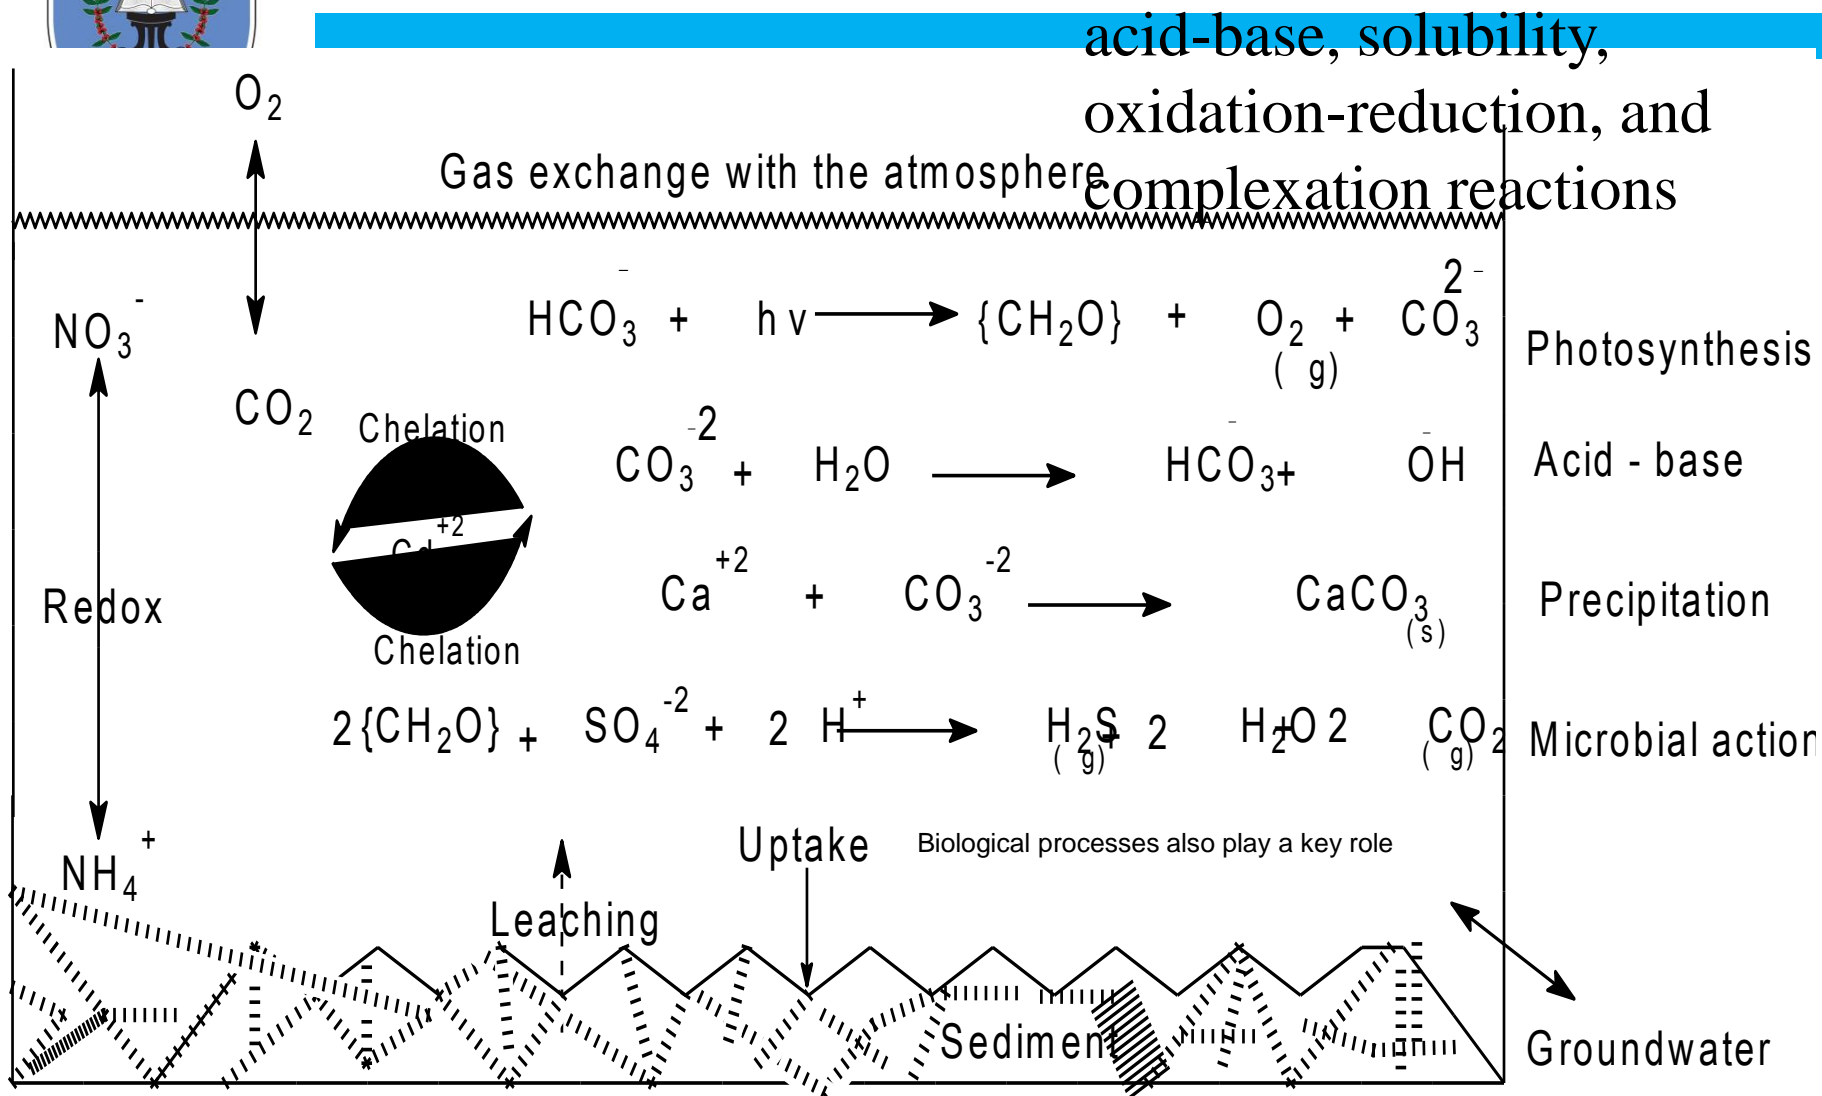 acid-base, solubility,
oxidation-reduction, and
complexation reactions
O2
Gas exchange with the atmosphere
NO3-
CO2
HCO3- + hv → {CH2O} + O2(g) + CO3 2-
Photosynthesis
Chelation
CO3 -2 + H2O → HCO3- + OH-
Acid - base
Cd+2
Ca+2 + CO3-2 → CaCO3(s)
Precipitation
Redox
Chelation
2{CH2O} + SO4-2 + 2 H+ → H2S(g) + 2 H2O + 2 CO2(g)
Microbial action
NH4+
Uptake
Biological processes also play a key role
Leaching
Sediment
Groundwater